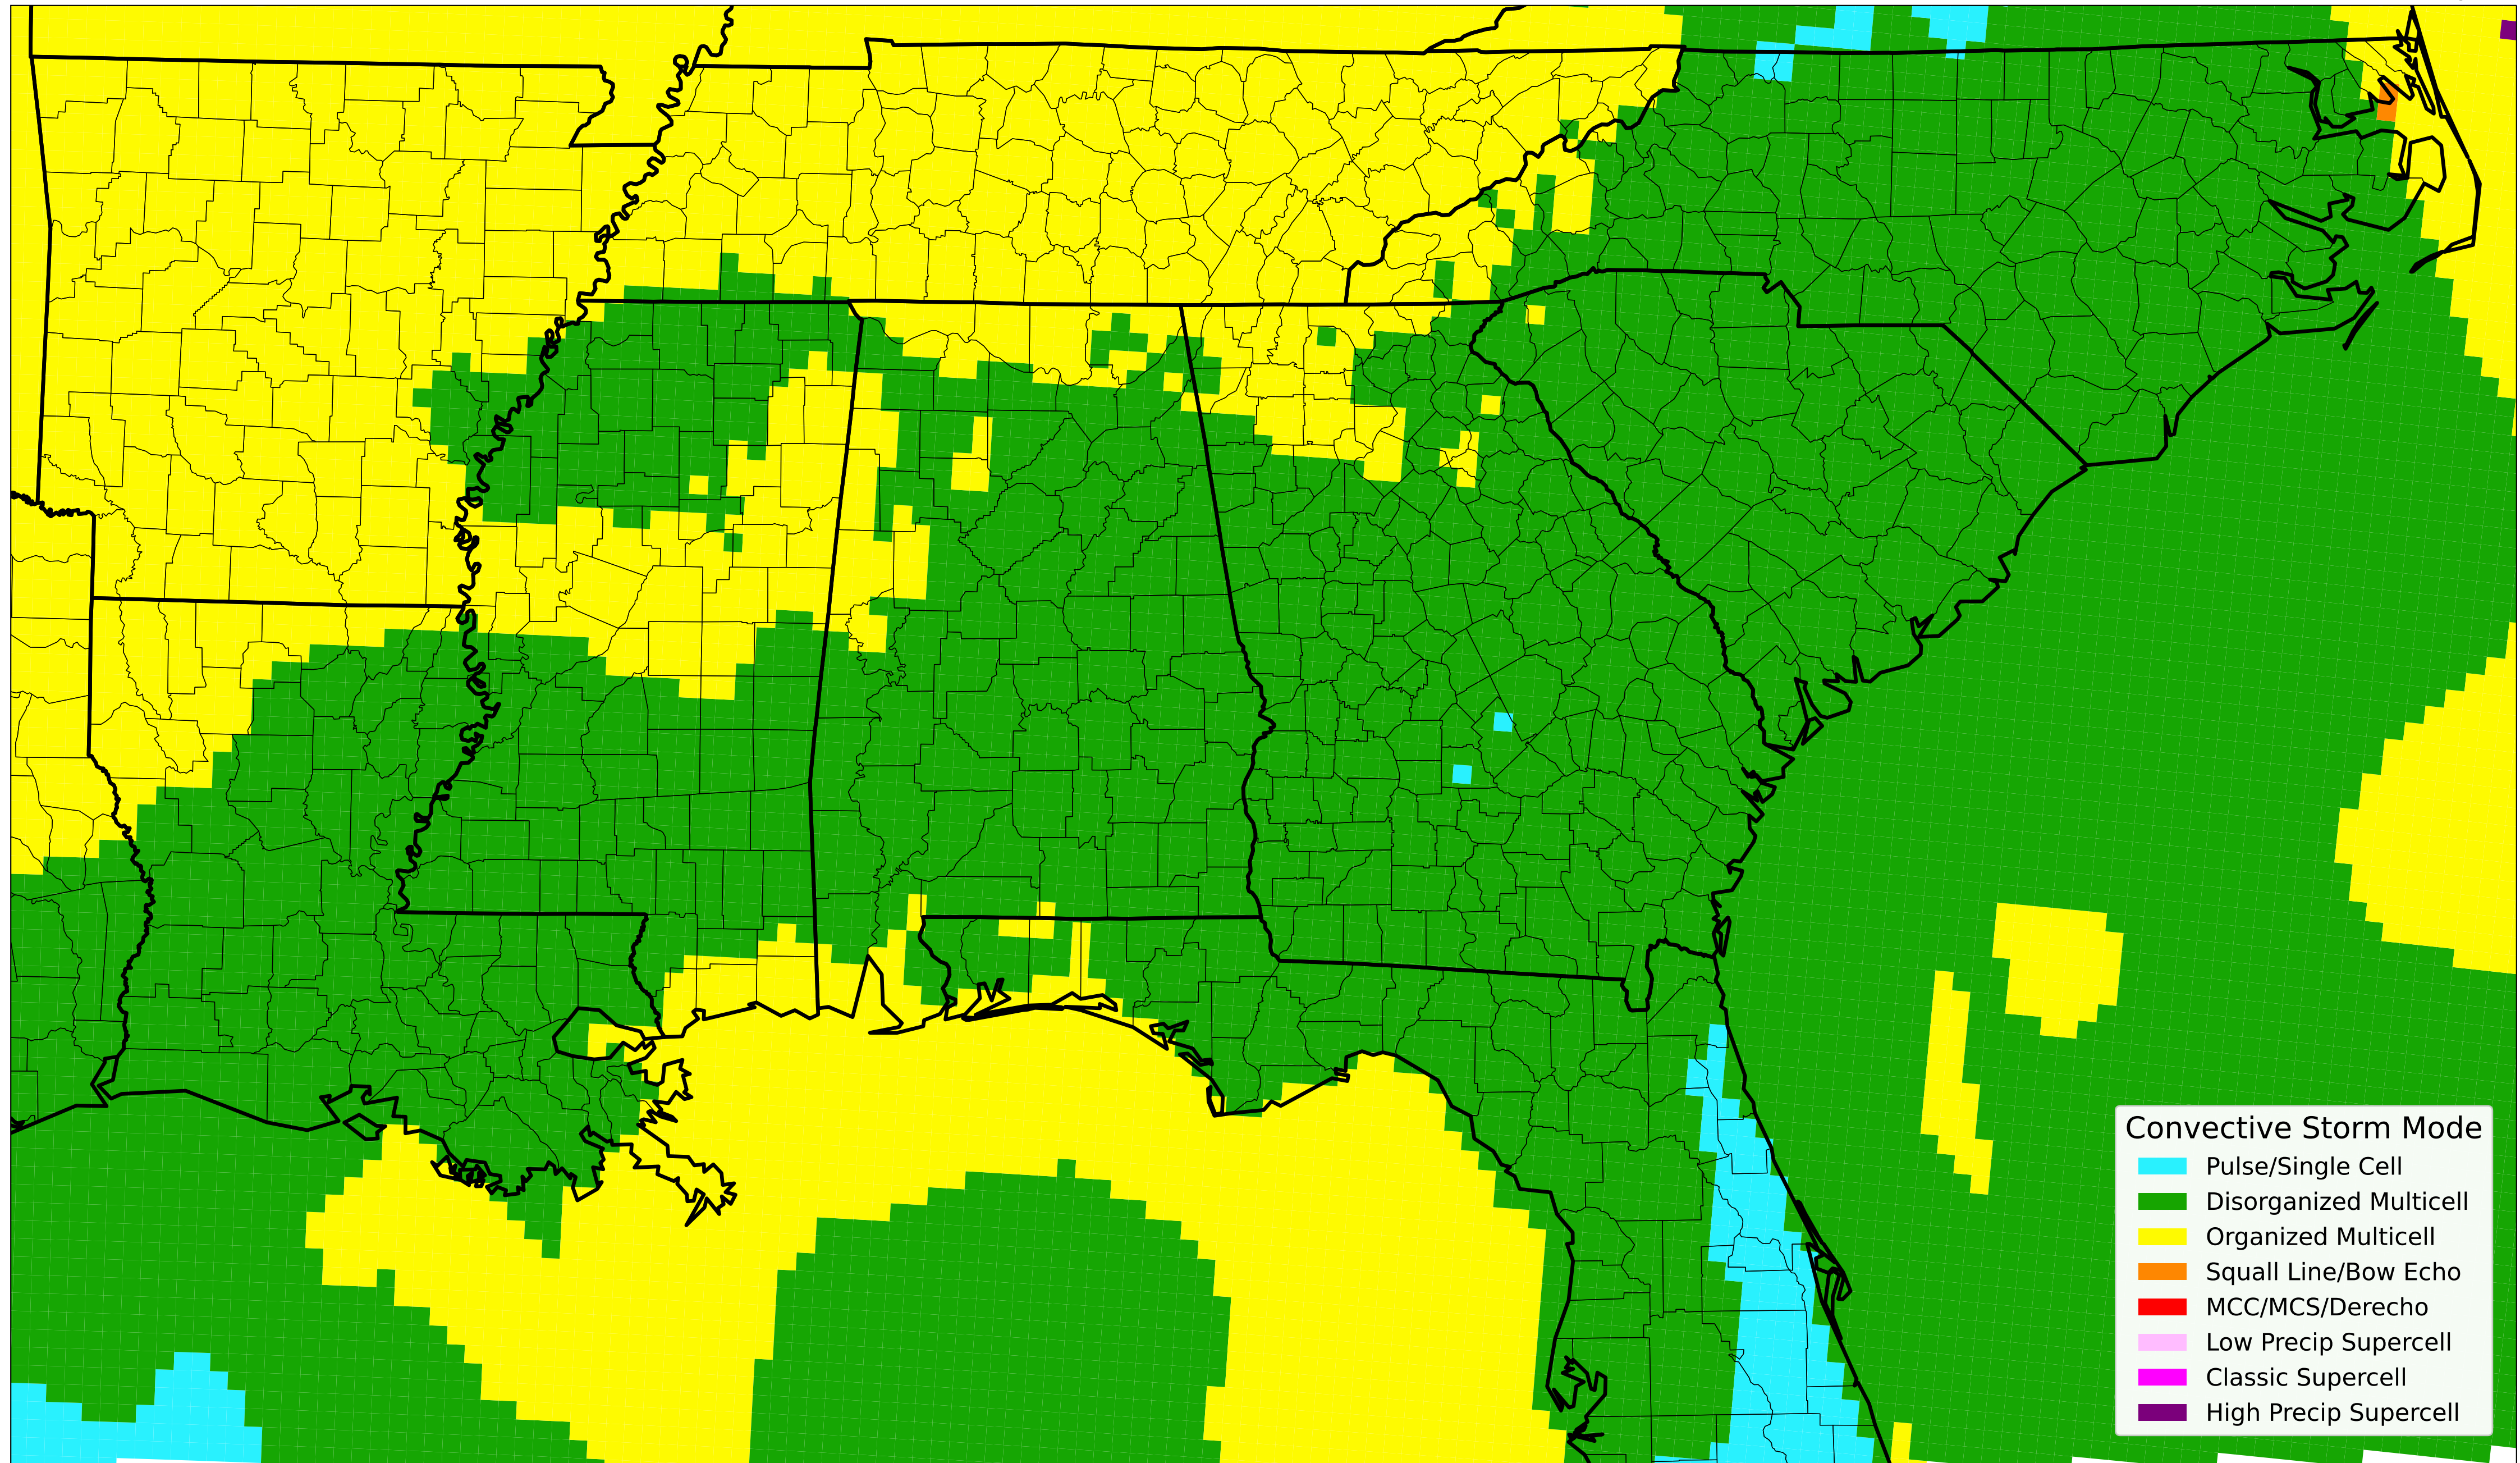 Convective Storm Mode
Pulse/Single Cell
Disorganized Multicell
Organized Multicell
Squall Line/Bow Echo
MCC/MCS/Derecho
Low Precip Supercell
Classic Supercell
High Precip Supercell